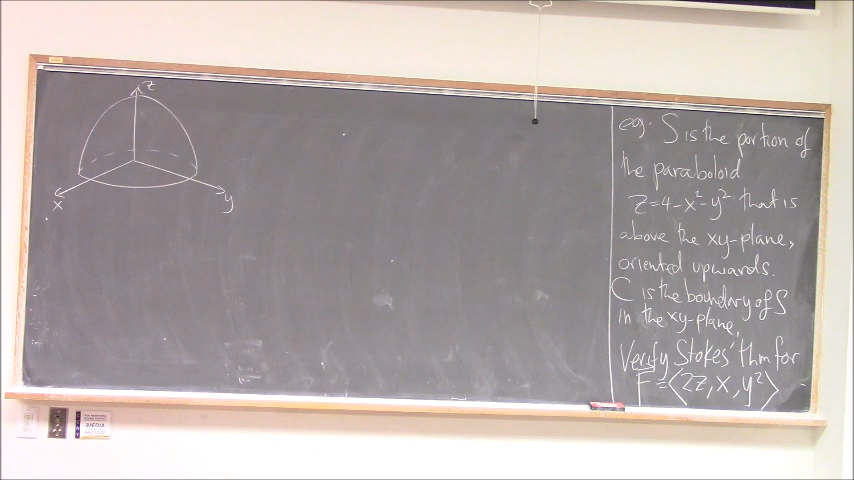 z
x
y
eg. S is the portion of
the paraboloid
z=4-x²-y² that is
above the xy-plane,
oriented upwards.
C is the boundary of S
in the xy-plane,
Verify Stokes' thm for
F = ⟨2z, x, y²⟩